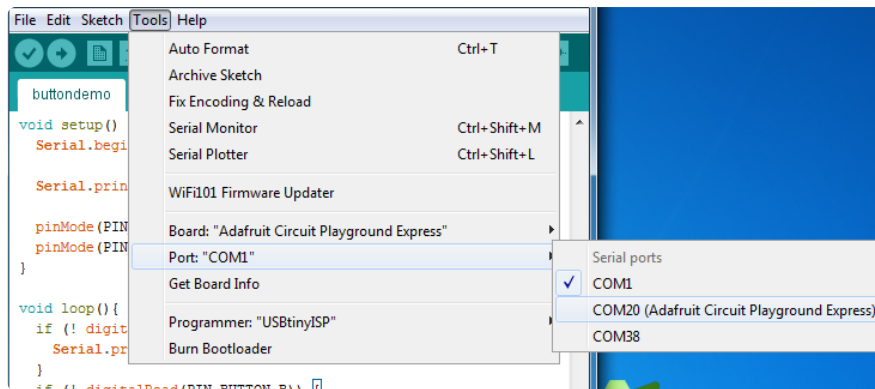 File Edit Sketch Tools Help
buttondemo
void setup()
Serial.begi
Serial.prin
pinMode(PIN
pinMode(PIN
}
void loop(){
if (! digit
Serial.pr
}
if (! digitalRead(PIN_BUTTON_B)) {
Auto Format Ctrl+T
Archive Sketch
Fix Encoding & Reload
Serial Monitor Ctrl+Shift+M
Serial Plotter Ctrl+Shift+L
WiFi101 Firmware Updater
Board: "Adafruit Circuit Playground Express"
Port: "COM1"
Get Board Info
Programmer: "USBtinyISP"
Burn Bootloader
Serial ports
COM1
COM20 (Adafruit Circuit Playground Express)
COM38